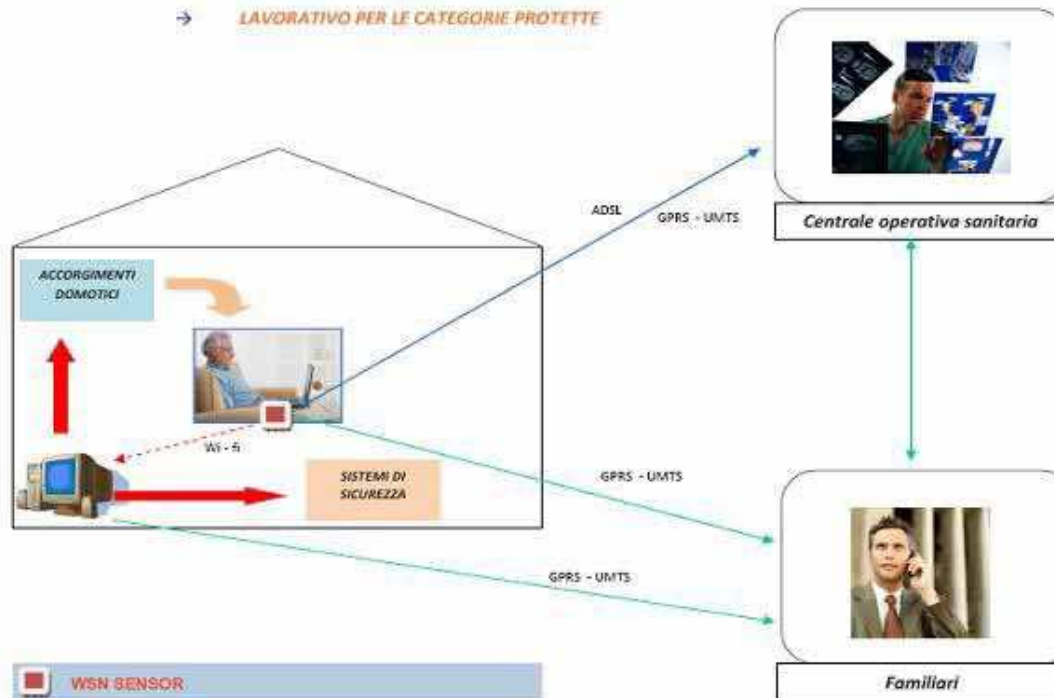 → LAVORATIVO PER LE CATEGORIE PROTETTE
ADSL
GPRS - UMTS
Centrale operativa sanitaria
ACCORGIMENTI
DOMOTICI
Wi - fi
SISTEMI DI
SICUREZZA
GPRS - UMTS
GPRS - UMTS
WSN SENSOR
Familiari